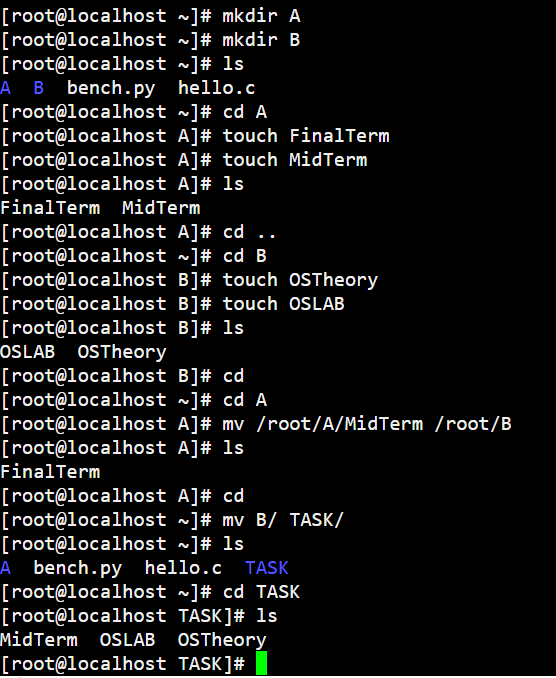 [root@localhost ~]# mkdir A
[root@localhost ~]# mkdir B
[root@localhost ~]# ls
A  B  bench.py  hello.c
[root@localhost ~]# cd A
[root@localhost A]# touch FinalTerm
[root@localhost A]# touch MidTerm
[root@localhost A]# ls
FinalTerm  MidTerm
[root@localhost A]# cd ..
[root@localhost ~]# cd B
[root@localhost B]# touch OSTheory
[root@localhost B]# touch OSLAB
[root@localhost B]# ls
OSLAB  OSTheory
[root@localhost B]# cd
[root@localhost ~]# cd A
[root@localhost A]# mv /root/A/MidTerm /root/B
[root@localhost A]# ls
FinalTerm
[root@localhost A]# cd
[root@localhost ~]# mv B/ TASK/
[root@localhost ~]# ls
A  bench.py  hello.c  TASK
[root@localhost ~]# cd TASK
[root@localhost TASK]# ls
MidTerm  OSLAB  OSTheory
[root@localhost TASK]#